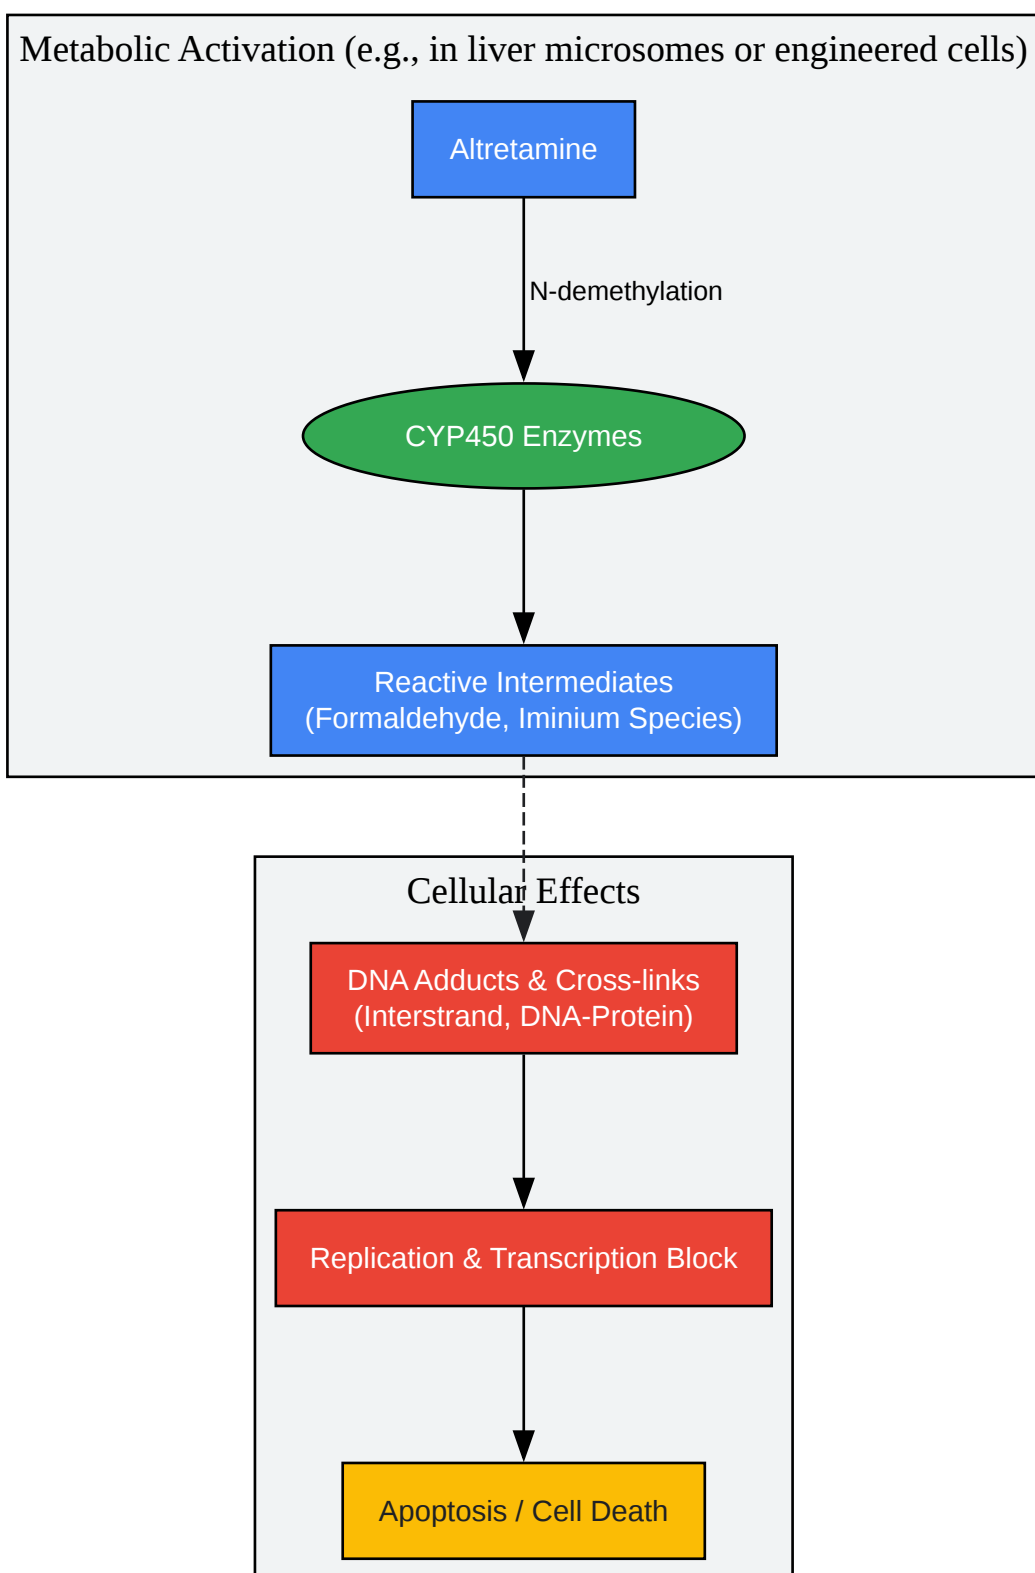 Metabolic Activation (e.g., in liver microsomes or engineered cells)
Altretamine
N-demethylation
CYP450 Enzymes
Reactive Intermediates
(Formaldehyde, Iminium Species)
Cellular Effects
DNA Adducts & Cross-links
(Interstrand, DNA-Protein)
Replication & Transcription Block
Apoptosis / Cell Death